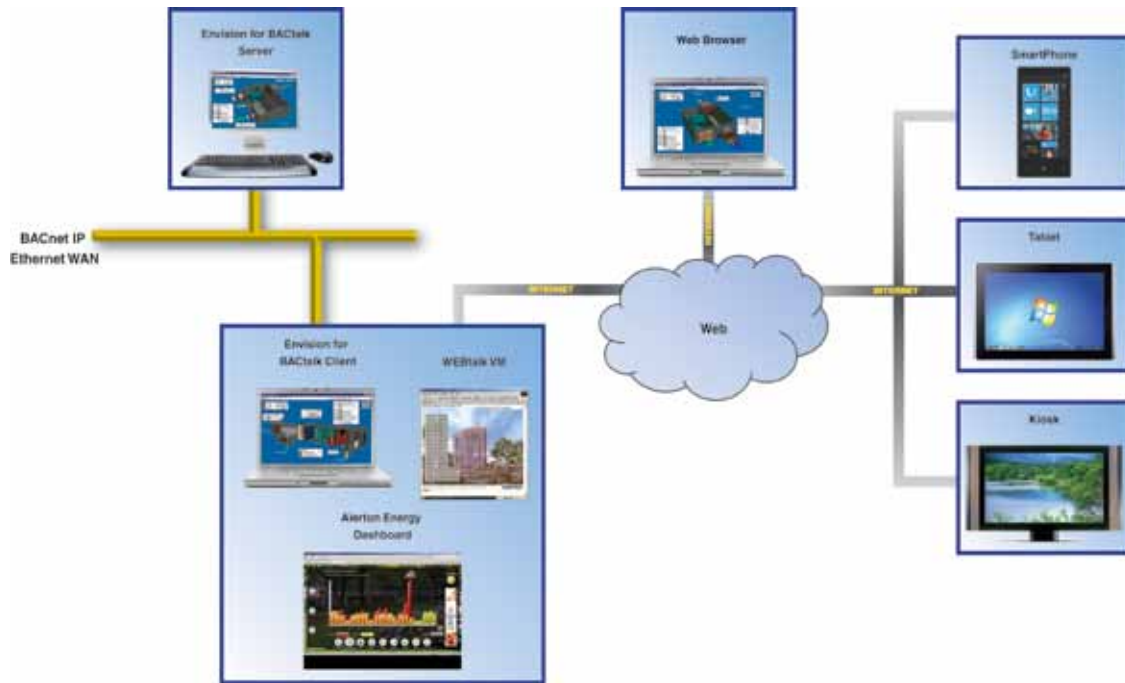 Envision for BACtalk
Server
Web Browser
SmartPhone
INTERNET
BACnet IP
Ethernet WAN
Tablet
INTERNET
INTERNET
Web
Envision for
BACtalk Client
WEBtalk VM
Kiosk
Alerton Energy
Dashboard